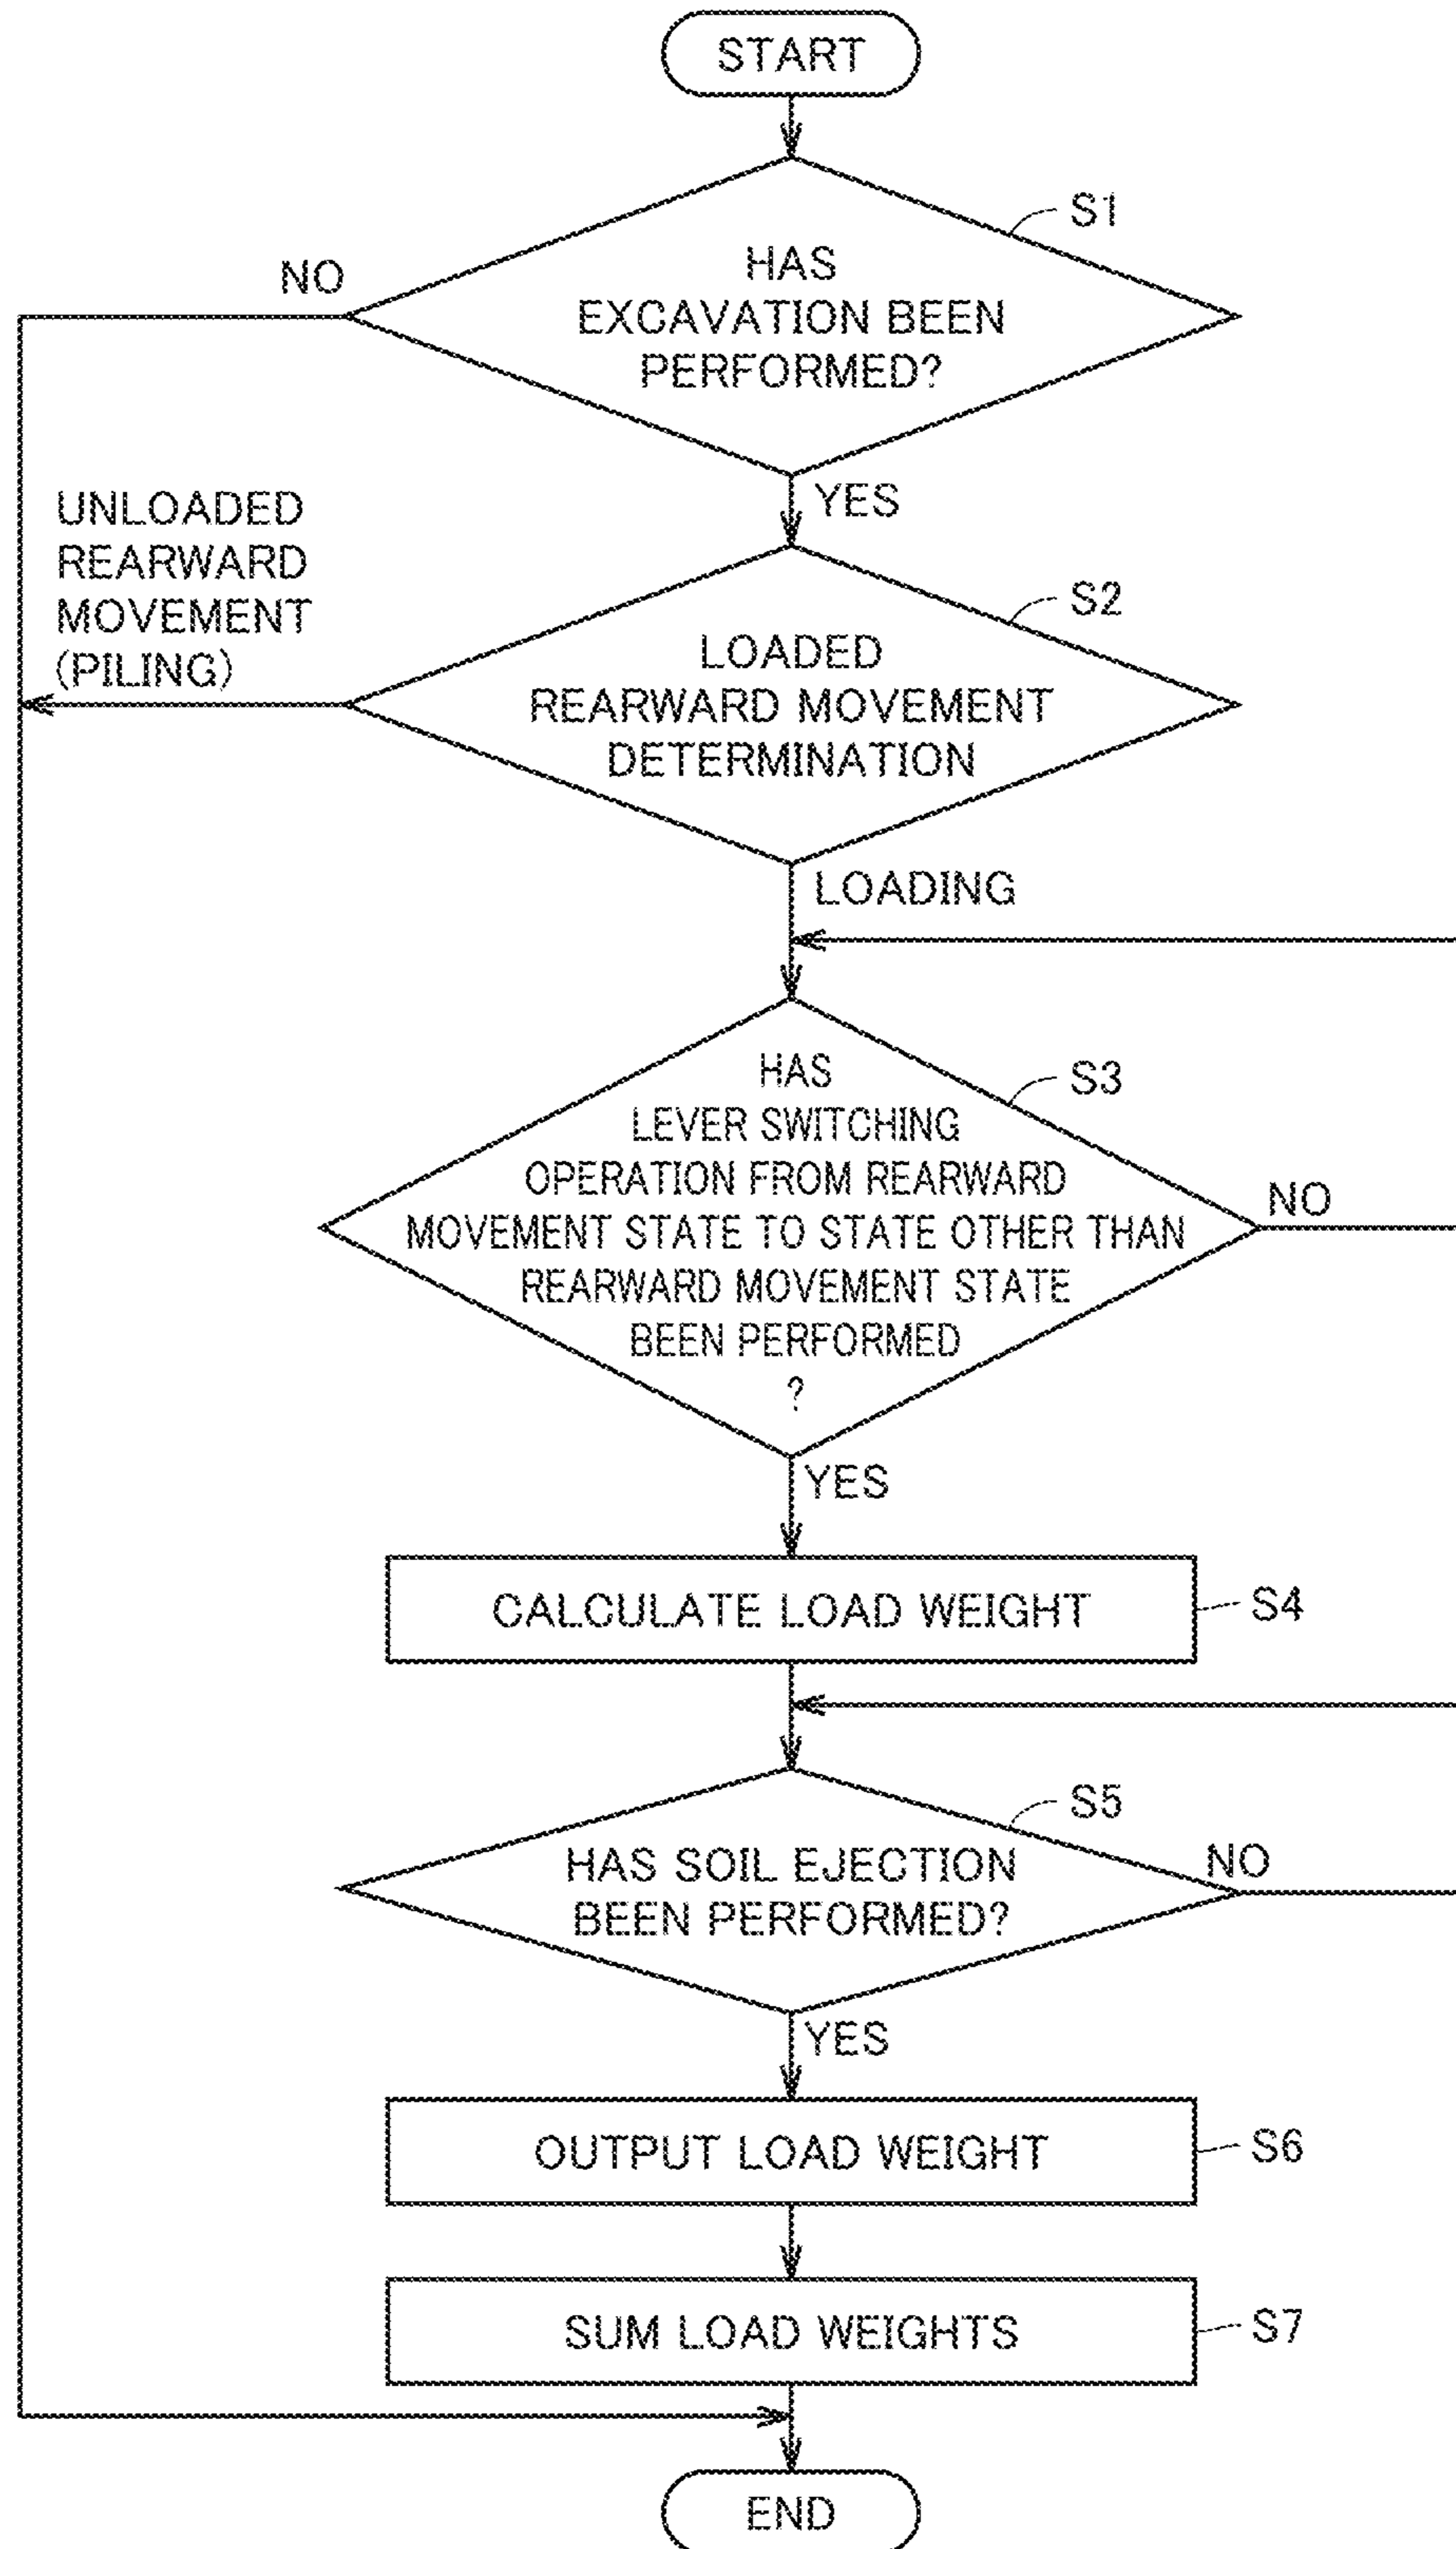 START
S1
HAS
EXCAVATION BEEN
PERFORMED?
NO
YES
UNLOADED
REARWARD
MOVEMENT
(PILING)
S2
LOADED
REARWARD MOVEMENT
DETERMINATION
LOADING
S3
HAS
LEVER SWITCHING
OPERATION FROM REARWARD
MOVEMENT STATE TO STATE OTHER THAN
REARWARD MOVEMENT STATE
BEEN PERFORMED
?
NO
YES
CALCULATE LOAD WEIGHT
S4
S5
HAS SOIL EJECTION
BEEN PERFORMED?
NO
YES
OUTPUT LOAD WEIGHT
S6
SUM LOAD WEIGHTS
S7
END